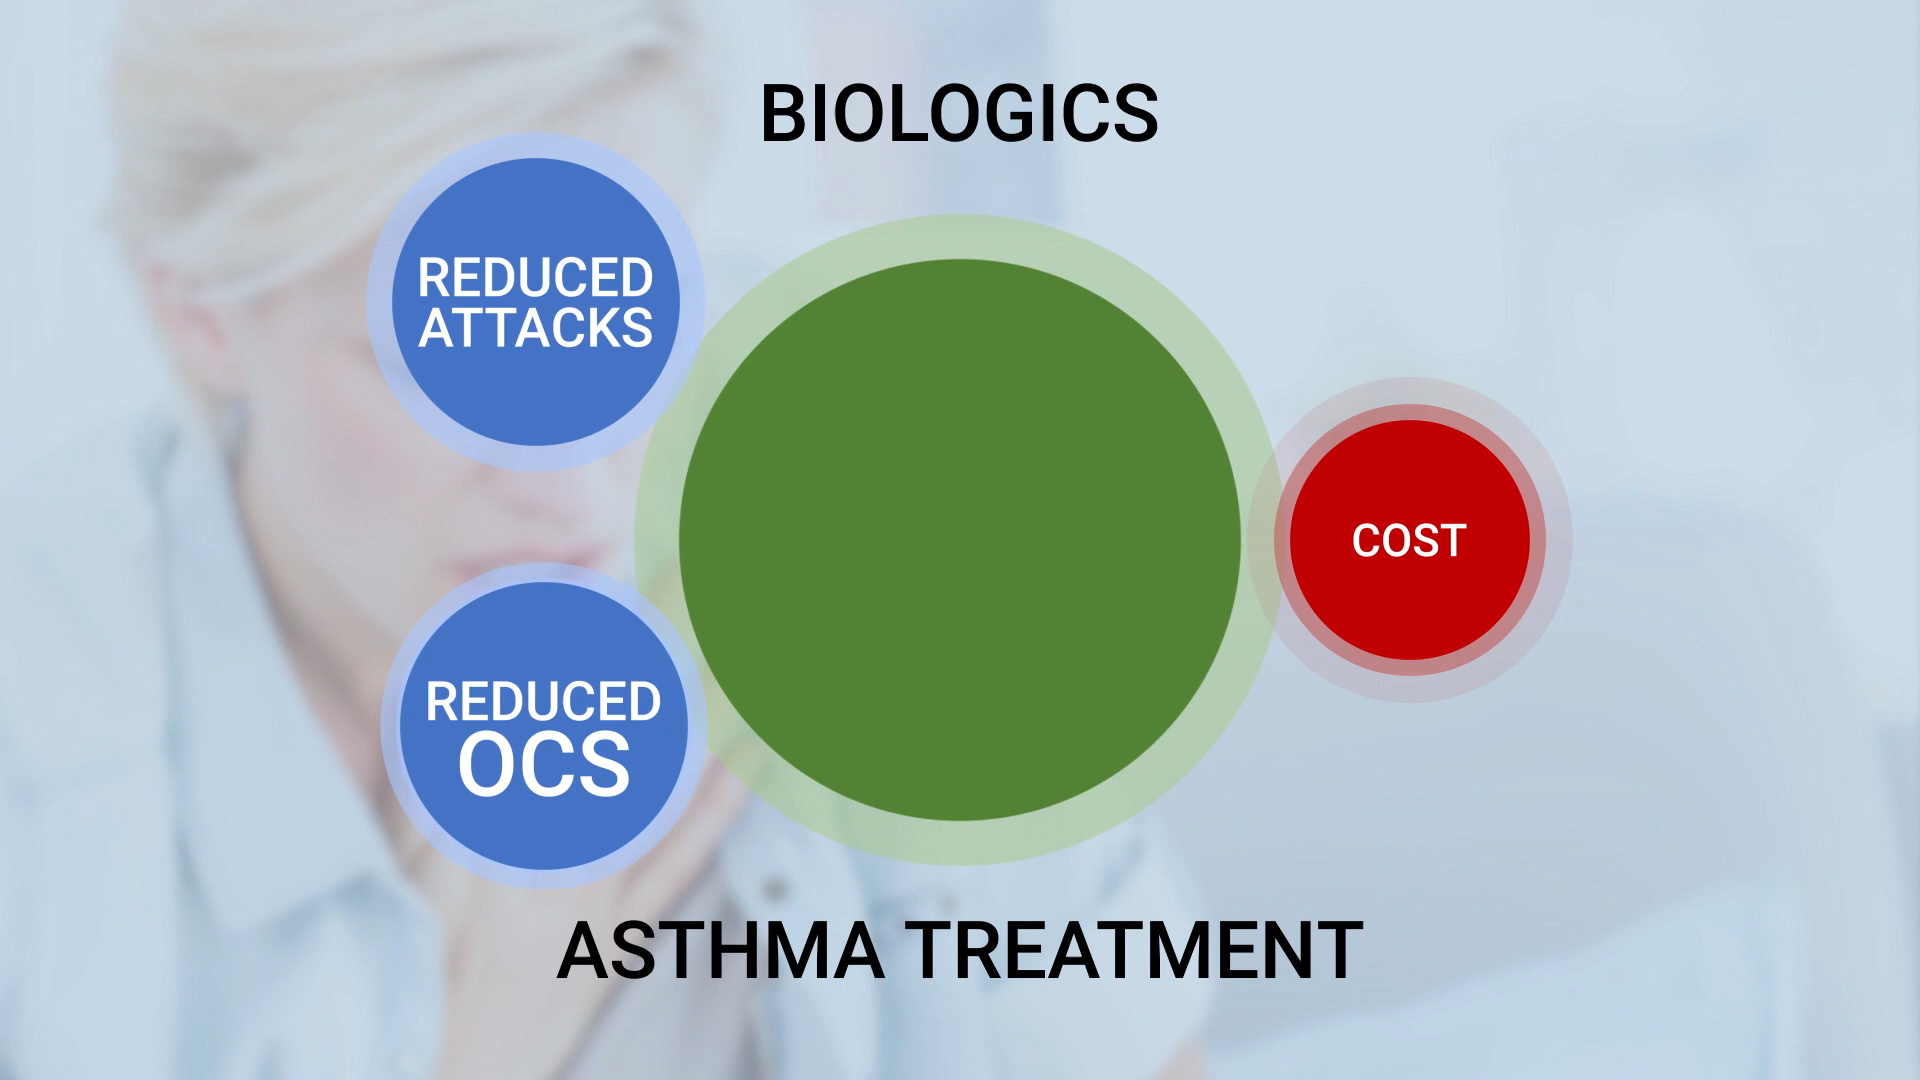 BIOLOGICS
REDUCED
ATTACKS
COST
REDUCED
OCS
ASTHMA TREATMENT